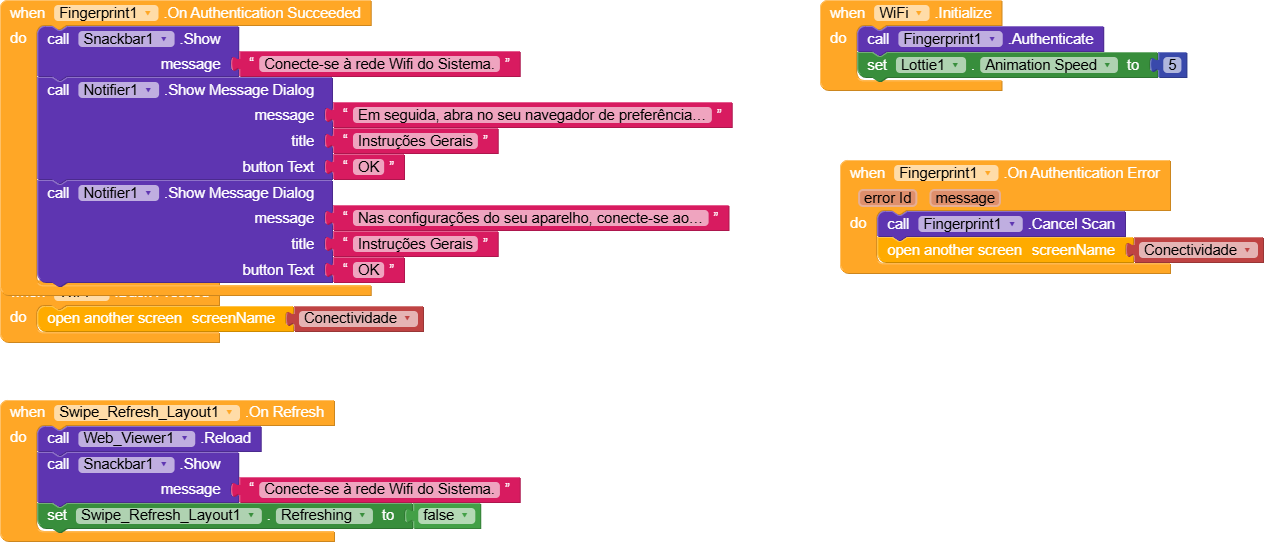 when Fingerprint1 .On Authentication Succeeded
do call Snackbar1 .Show
message " Conecte-se à rede Wifi do Sistema. "
call Notifier1 .Show Message Dialog
message " Em seguida, abra no seu navegador de preferência... "
title " Instruções Gerais "
button Text " OK "
call Notifier1 .Show Message Dialog
message " Nas configurações do seu aparelho, conecte-se ao... "
title " Instruções Gerais "
button Text " OK "
do open another screen screenName Conectividade
when Swipe_Refresh_Layout1 .On Refresh
do call Web_Viewer1 .Reload
call Snackbar1 .Show
message " Conecte-se à rede Wifi do Sistema. "
set Swipe_Refresh_Layout1 . Refreshing to false
when WiFi .Initialize
do call Fingerprint1 .Authenticate
set Lottie1 . Animation Speed to 5
when Fingerprint1 .On Authentication Error
error Id message
do call Fingerprint1 .Cancel Scan
open another screen screenName Conectividade